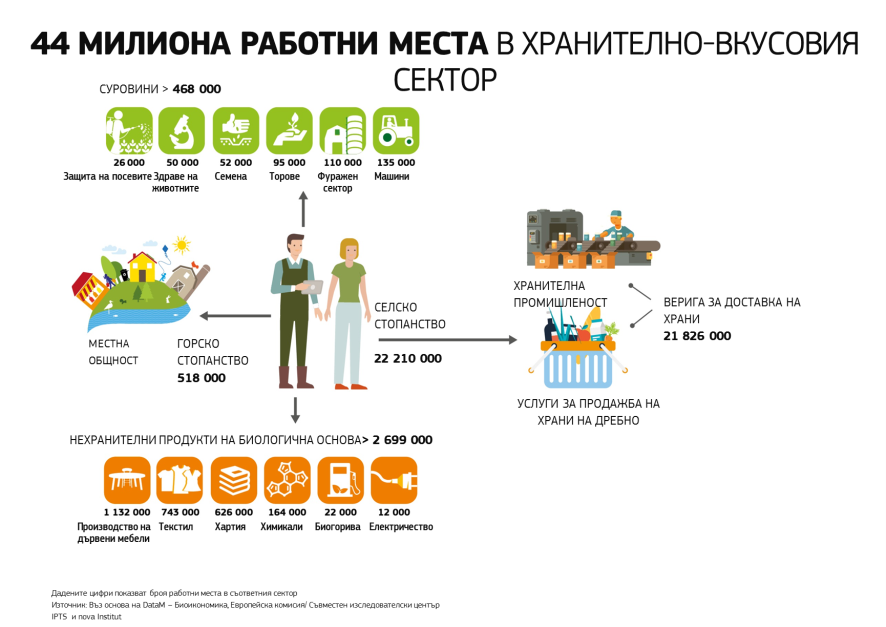 44 МИЛИОНА РАБОТНИ МЕСТА В ХРАНИТЕЛНО-ВКУСОВИЯ
СЕКТОР
СУРОВИНИ > 468 000
26 000
50 000
52 000
95 000
110 000
135 000
Защита на посевите
Здраве на
животните
Семена
Торове
Фуражен
сектор
Машини
МЕСТНА
ОБЩНОСТ
ГОРСКО
СТОПАНСТВО
518 000
СЕЛСКО
СТОПАНСТВО
22 210 000
ХРАНИТЕЛНА
ПРОМИШЛЕНОСТ
ВЕРИГА ЗА ДОСТАВКА НА
ХРАНИ
21 826 000
УСЛУГИ ЗА ПРОДАЖБА НА
ХРАНИ НА ДРЕБНО
НЕХРАНИТЕЛНИ ПРОДУКТИ НА БИОЛОГИЧНА ОСНОВА> 2 699 000
1 132 000
743 000
626 000
164 000
22 000
12 000
Производство на
дървени мебели
Текстил
Хартия
Химикали
Биогорива
Електричество
Дадените цифри показват броя работни места в съответния сектор
Източник: Въз основа на DataM – Биоикономика, Европейска комисия/ Съвместен изследователски център
IPTS и nova Institut